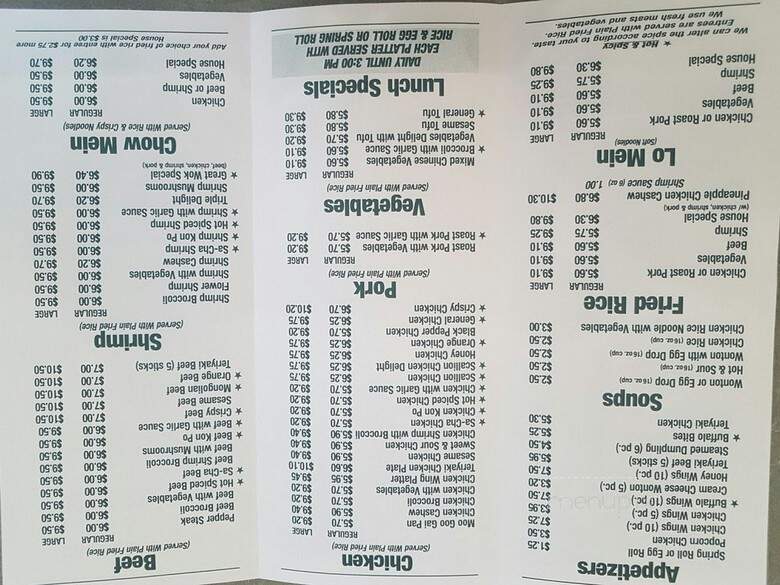 Appetizers
Spring Roll or Egg Roll $1.25
Popcorn Chicken $3.50
Chicken Wings (10 pc.) $7.25
Chicken Wings (5 pc.) $3.95
★ Buffalo Wings (10 pc.) $7.50
Cream Cheese Wonton (5 pc.)
Honey Wings (10 pc.) $7.50
Teriyaki Beef (5 sticks) $5.95
Steamed Dumpling (6 pc.) $4.50
★ Buffalo Bites $5.25
Teriyaki Chicken $5.30
Soups
Wonton or Egg Drop (16oz. cup) $2.50
Hot & Sour (16oz. cup) $2.50
Wonton with Egg Drop (16oz. cup) $2.50
Chicken Rice Noodle with Vegetables $3.00
Fried Rice
REGULAR LARGE
Chicken or Roast Pork $5.60 $9.10
Vegetables $5.60 $9.10
Beef $5.60 $9.10
Shrimp $5.75 $9.25
House Special $6.30 $9.80
(w/ chicken, shrimp & pork)
Pineapple Chicken Cashew $6.80 $10.30
Shrimp Sauce (6 oz) 1.00
Lo Mein
(Soft Noodles)
REGULAR LARGE
Chicken or Roast Pork $5.60 $9.10
Vegetables $5.60 $9.10
Beef $5.60 $9.10
Shrimp $5.75 $9.25
House Special $6.30 $9.80
★ Hot & Spicy
We can alter the spice according to your taste.
Entrees are served with Plain Fried Rice.
We use fresh meats and vegetables.
Chicken
(Served With Plain Fried Rice)
REGULAR LARGE
Moo Goo Gai Pan $5.70 $9.20
Chicken Cashew $5.90 $9.40
Chicken Broccoli $5.70 $9.20
Chicken with Vegetables $5.70 $9.20
Chicken Wing Platter $5.95 $9.45
Teriyaki Chicken Plate $6.60 $10.10
Sesame Chicken $5.90 $9.40
Sweet & Sour Chicken $5.90 $9.40
Chicken Shrimp with Broccoli $5.90 $9.40
★ Sa-Cha Chicken $5.70 $9.20
★ Chicken Kon Po $5.70 $9.20
★ Hot Spiced Chicken $5.70 $9.20
★ Chicken with Garlic Sauce $5.70 $9.20
★ Scallion Chicken $6.25 $9.75
★ Scallion Chicken Delight $6.25 $9.75
Honey Chicken $6.25 $9.75
★ Orange Chicken $6.25 $9.75
Black Pepper Chicken $5.70 $9.20
★ General Chicken $6.25 $9.75
★ Crispy Chicken $6.70 $10.20
Pork
(Served With Plain Fried Rice)
REGULAR LARGE
Roast Pork with Vegetables $5.70 $9.20
★ Roast Pork with Garlic Sauce $5.70 $9.20
Vegetables
(Served With Plain Fried Rice)
REGULAR LARGE
Mixed Chinese Vegetables $5.60 $9.10
★ Broccoli with Garlic Sauce $5.60 $9.10
Vegetables Delight with Tofu $5.70 $9.20
Sesame Tofu $5.80 $9.30
★ General Tofu $5.80 $9.30
Lunch Specials
DAILY UNTIL 3:00 PM
EACH PLATTER SERVED WITH
RICE & EGG ROLL OR SPRING ROLL
Beef
(Served With Plain Fried Rice)
REGULAR LARGE
Pepper Steak $6.00 $9.50
Beef Broccoli $6.00 $9.50
Beef with Vegetables $6.00 $9.50
★ Hot Spiced Beef $6.00 $9.50
★ Sa-Cha Beef $6.00 $9.50
Beef Shrimp Broccoli $6.00 $9.50
Beef with Mushrooms $6.00 $9.50
★ Beef Kon Po $6.00 $9.50
★ Beef with Garlic Sauce $6.00 $9.50
★ Crispy Beef $7.00 $10.50
Sesame Beef $7.00 $10.50
★ Mongolian Beef $7.00 $10.50
★ Orange Beef $7.00 $10.50
Teriyaki Beef (5 sticks) $7.00 $10.50
Shrimp
(Served With Plain Fried Rice)
REGULAR LARGE
Shrimp Broccoli $6.00 $9.50
Flower Shrimp $6.00 $9.50
Shrimp with Vegetables $6.00 $9.50
Shrimp Cashew $6.20 $9.70
★ Sa-Cha Shrimp $6.00 $9.50
★ Shrimp Kon Po $6.00 $9.50
★ Hot Spiced Shrimp $6.00 $9.50
★ Shrimp with Garlic Sauce $6.00 $9.50
Triple Delight $6.20 $9.70
Shrimp Mushrooms $6.00 $9.50
★ Great Wok Special $6.40 $9.90
(beef, chicken, shrimp & pork)
Chow Mein
(Served With Rice & Crispy Noodles)
REGULAR LARGE
Chicken $6.00 $9.50
Beef or Shrimp $6.00 $9.50
Vegetables $6.00 $9.50
House Special $6.20 $9.70
Add your choice of fried rice with entree for $2.75 more
House Special is $3.00